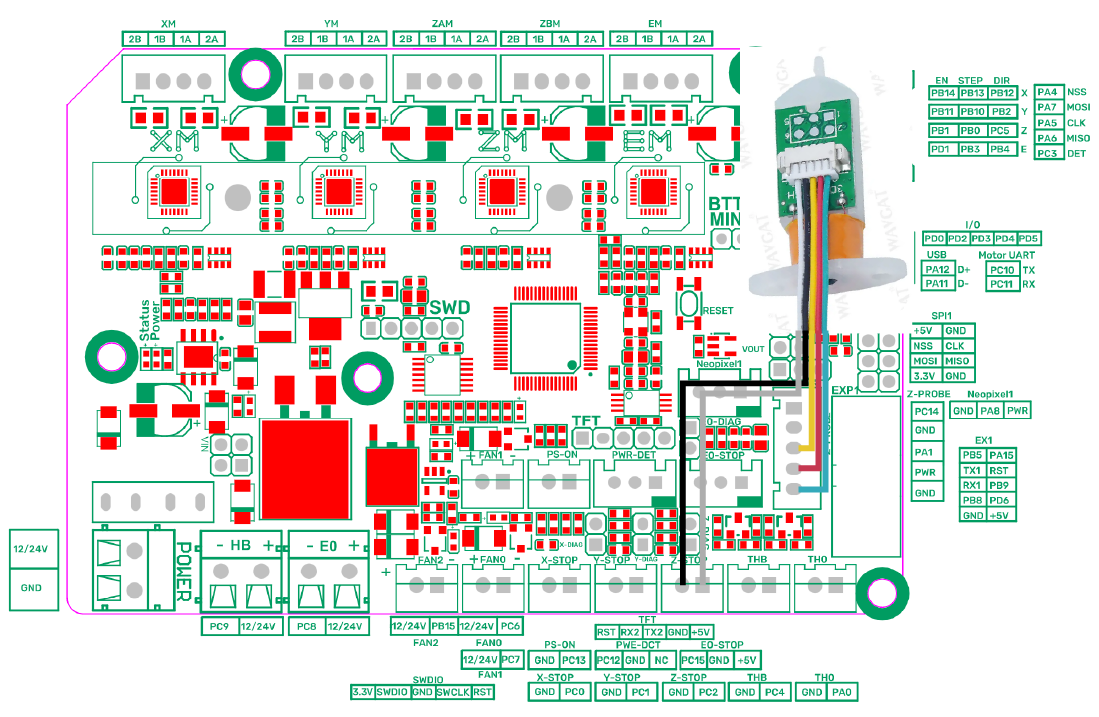 XM YM ZAM ZBM EM
2B 1B 1A 2A 2B 1B 1A 2A 2B 1B 1A 2A 2B 1B 1A 2A 2B 1B 1A 2A
EN STEP DIR
PB14 PB13 PB12 X
PB11 PB10 PB2 Y
PB1 PB0 PC5 Z
PD1 PB3 PB4 E
PA4 NSS
PA7 MOSI
PA5 CLK
PA6 MISO
PC3 DET
XM YM ZM EM
BTT
MIN
WAVGAT
I/O
PD0 PD2 PD3 PD4 PD5
USB
PA12 D+
PA11 D-
Motor UART
PC10 TX
PC11 RX
Status
Power
SWD
RESET
VOUT
Neopixel1
SPI1
+5V GND
NSS CLK
MOSI MISO
3.3V GND
EXP1
Z-PROBE
PC14
GND
PA1
PWR
GND
Neopixel1
GND PA8 PWR
EX1
PB5 PA15
TX1 RST
RX1 PB9
PB8 PD6
GND +5V
VIN
TFT
0-DIAG
+ FAN1 -
PS-ON
PWR-DET
E0-STOP
12/24V
GND
POWER
- HB +
- E0 +
X-DIAG
Y-DIAG
FAN2 -
+
FAN0
X-STOP
Y-STOP
Z-STOP
THB
TH0
PC9 12/24V
PC8 12/24V
12/24V PB15
FAN2
12/24V PC6
FAN0
12/24V PC7
FAN1
TFT
RST RX2 TX2 GND +5V
PS-ON
GND PC13
PWE-DCT
PC12 GND NC
E0-STOP
PC15 GND +5V
SWDIO
3.3V SWDIO GND SWCLK RST
X-STOP
GND PC0
Y-STOP
GND PC1
Z-STOP
GND PC2
THB
GND PC4
TH0
GND PA0